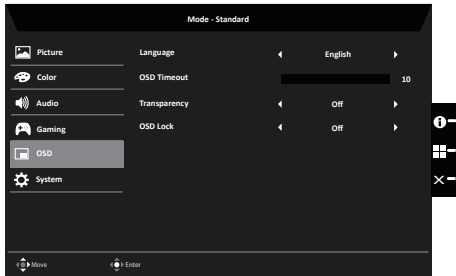 Mode - Standard
Picture
Language English
Color
OSD Timeout 10
Audio
Transparency Off
Gaming
OSD Lock Off
OSD
System
Move Enter